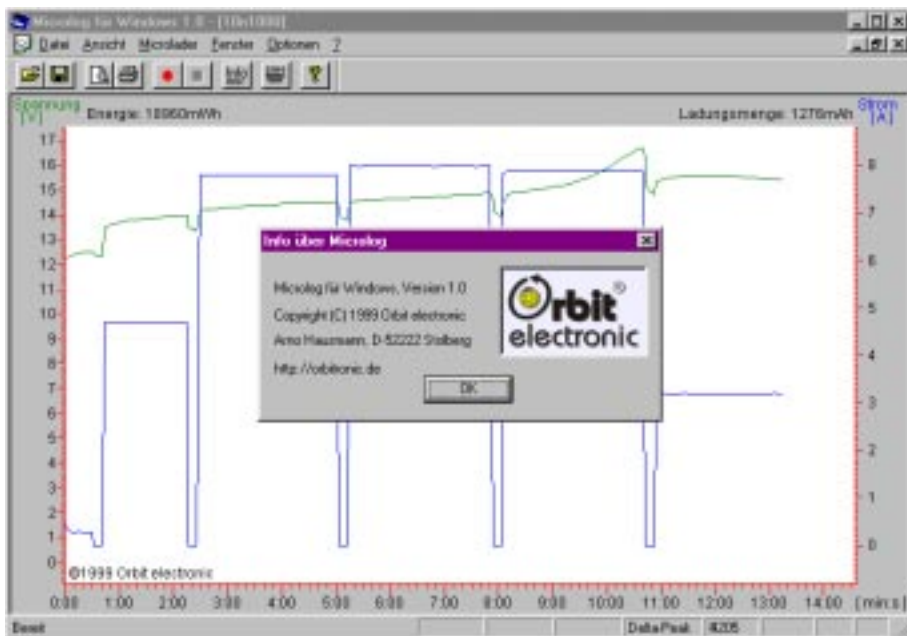 Microlog für Windows 1.0 - [10x1000]
Datei Ansicht Microlader Fenster Optionen ?
Info
Spannung [V]
Energie: 18960mWh
Ladungsmenge: 1276mAh
Strom [A]
17
16
15
14
13
12
11
10
9
8
7
6
5
4
3
2
1
0
8
7
6
5
4
3
2
1
0
Info über Microlog
Microlog für Windows, Version 1.0
Copyright (C) 1999 Orbit electronic
Arno Hausmann, D-52222 Stolberg
http://orbitronic.de
Orbit®
electronic
OK
©1999 Orbit electronic
0:00 1:00 2:00 3:00 4:00 5:00 6:00 7:00 8:00 9:00 10:00 11:00 12:00 13:00 14:00 [min:s]
Bereit
Delta-Peak